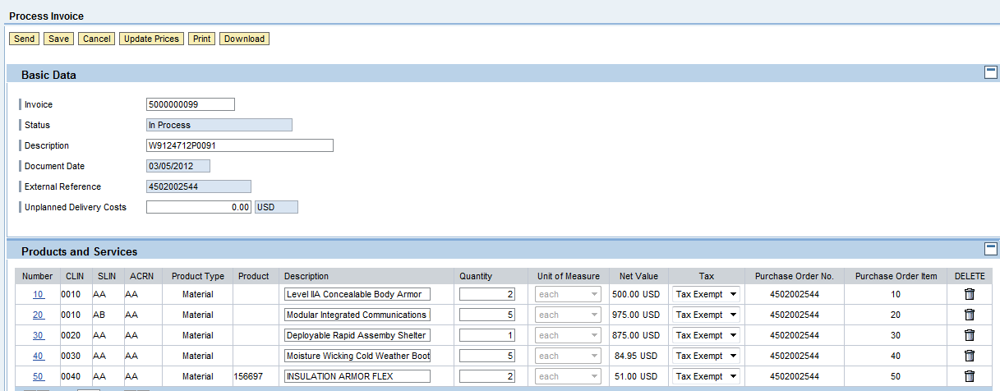 Process Invoice
Send Save Cancel Update Prices Print Download
Basic Data
Invoice 5000000099
Status In Process
Description W9124712P0091
Document Date 03/05/2012
External Reference 4502002544
Unplanned Delivery Costs 0.00 USD
Products and Services
Number CLIN SLIN ACRN Product Type Product Description Quantity Unit of Measure Net Value Tax Purchase Order No. Purchase Order Item DELETE
10 0010 AA AA Material Level IIA Concealable Body Armor 2 each 500.00 USD Tax Exempt 4502002544 10
20 0010 AB AA Material Modular Integrated Communications 5 each 975.00 USD Tax Exempt 4502002544 20
30 0020 AA AA Material Deployable Rapid Assemby Shelter 1 each 875.00 USD Tax Exempt 4502002544 30
40 0030 AA AA Material Moisture Wicking Cold Weather Boot 5 each 84.95 USD Tax Exempt 4502002544 40
50 0040 AA AA Material 156697 INSULATION ARMOR FLEX 2 each 51.00 USD Tax Exempt 4502002544 50